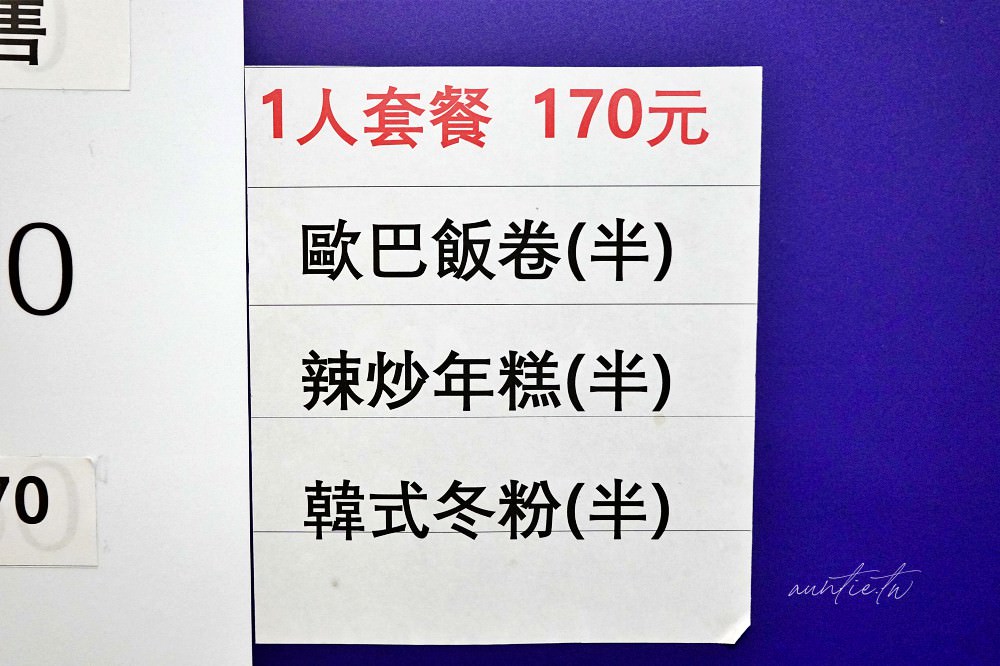 售
0
70
1人套餐 170元
歐巴飯卷(半)
辣炒年糕(半)
韓式冬粉(半)
auntie.tw